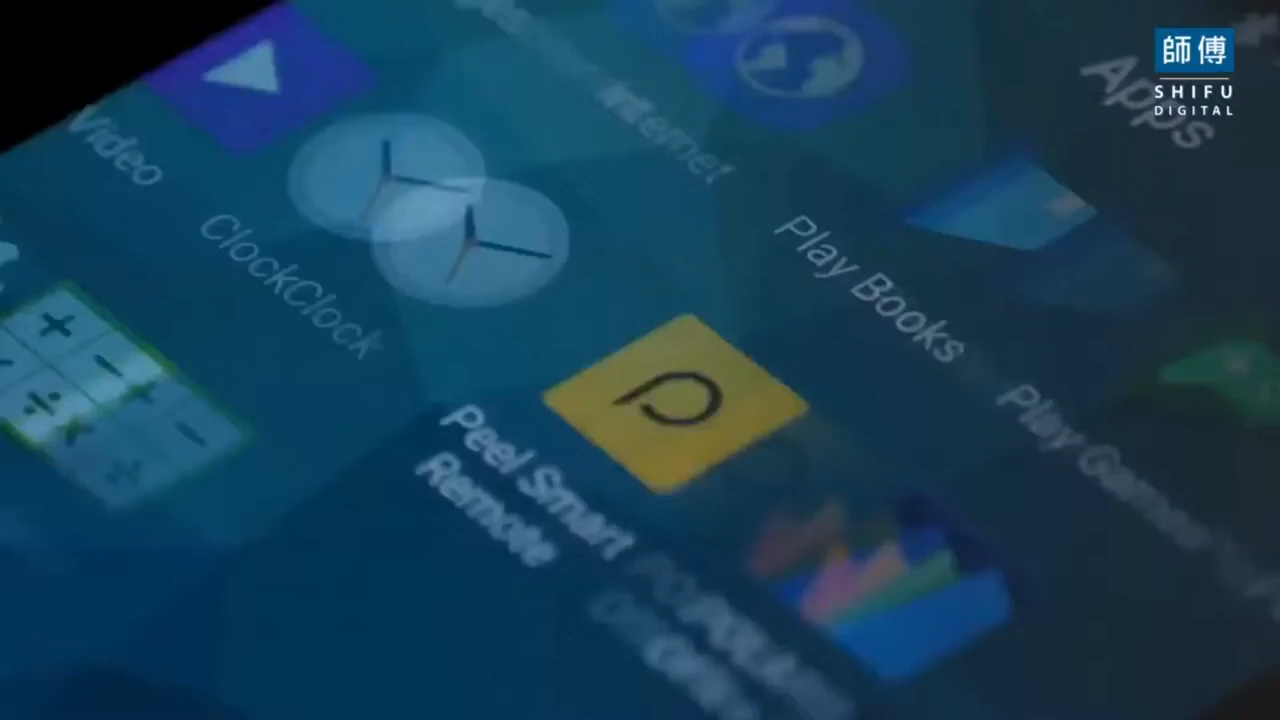 師傅
SHIFU
DIGITAL
Apps
Internet
Video
ClockClock
Play Books
Play Games
Peel Smart
Remote